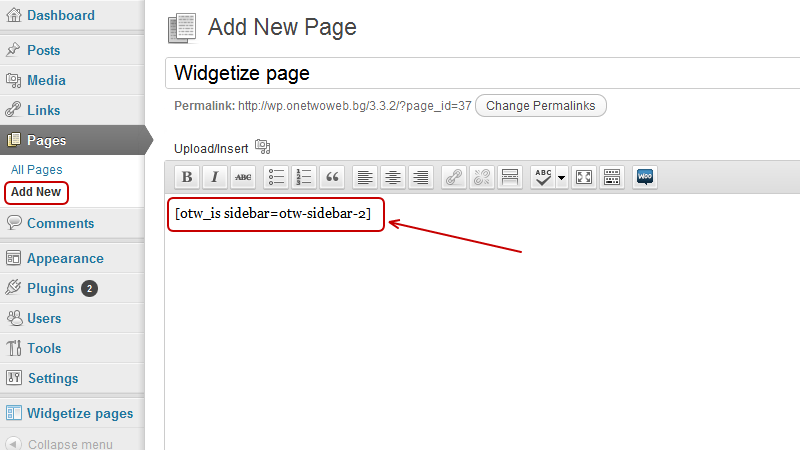 Dashboard
Posts
Media
Links
Pages
All Pages
Add New
Comments
Appearance
Plugins 2
Users
Tools
Settings
Widgetize pages
Collapse menu
Add New Page
Widgetize page
Permalink: http://wp.onetwoweb.bg/3.3.2/?page_id=37 Change Permalinks
Upload/Insert
B I ABC ABC WOO
[otw_is sidebar=otw-sidebar-2]